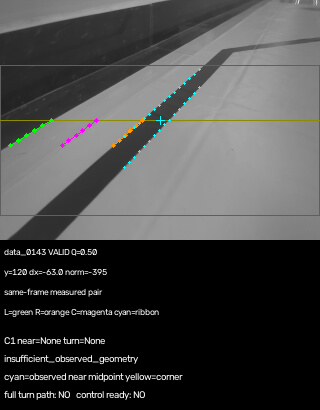 data_0143 VALID Q=0.50
y=120 dx=-63.0 norm=-395
same-frame measured pair
L=green R=orange C=magenta cyan=ribbon
C1 near=None turn=None
insufficient_observed_geometry
cyan=observed near midpoint yellow=corner
full turn path: NO control ready: NO